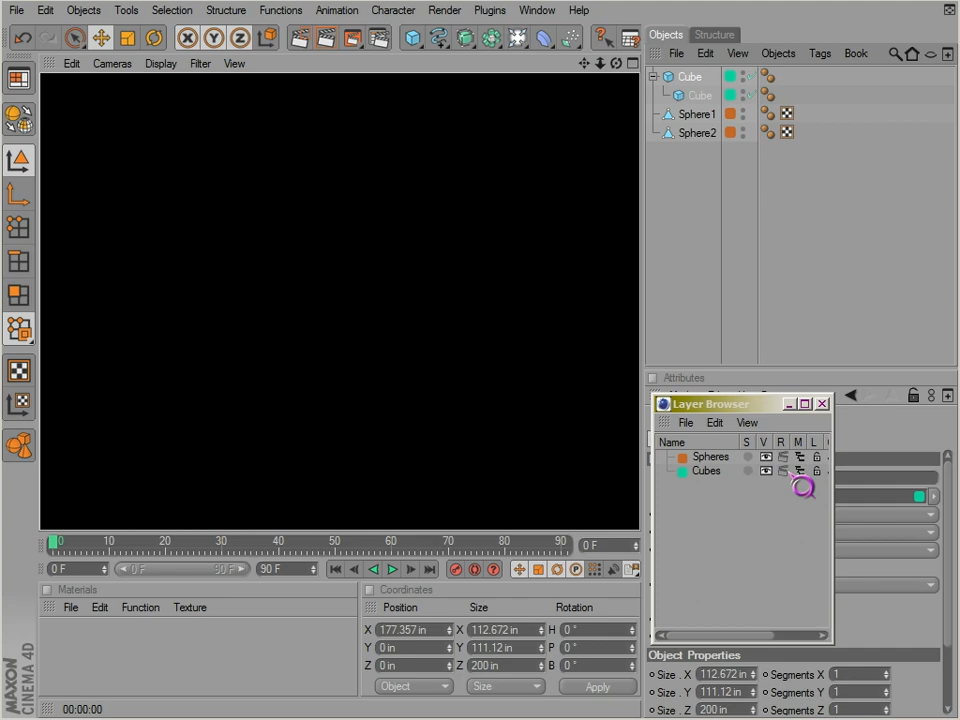 File Edit Objects Tools Selection Structure Functions Animation Character Render Plugins Window Help
X Y Z
Objects Structure
File Edit View Objects Tags Book
Edit Cameras Display Filter View
Cube
Cube
Sphere1
Sphere2
Attributes
Layer Browser
File Edit View
Name S V R M L
Spheres
Cubes
0 10 20 30 40 50 60 70 80 90 0 F
0 F 0 F 90 F 90 F
Materials
File Edit Function Texture
Coordinates
Position Size Rotation
X 177.357 in X 112.672 in H 0 °
Y 0 in Y 111.12 in P 0 °
Z 0 in Z 200 in B 0 °
Object Size Apply
Object Properties
Size . X 112.672 in Segments X 1
Size . Y 111.12 in Segments Y 1
Size . Z 200 in Segments Z 1
MAXON
CINEMA 4D
00:00:00